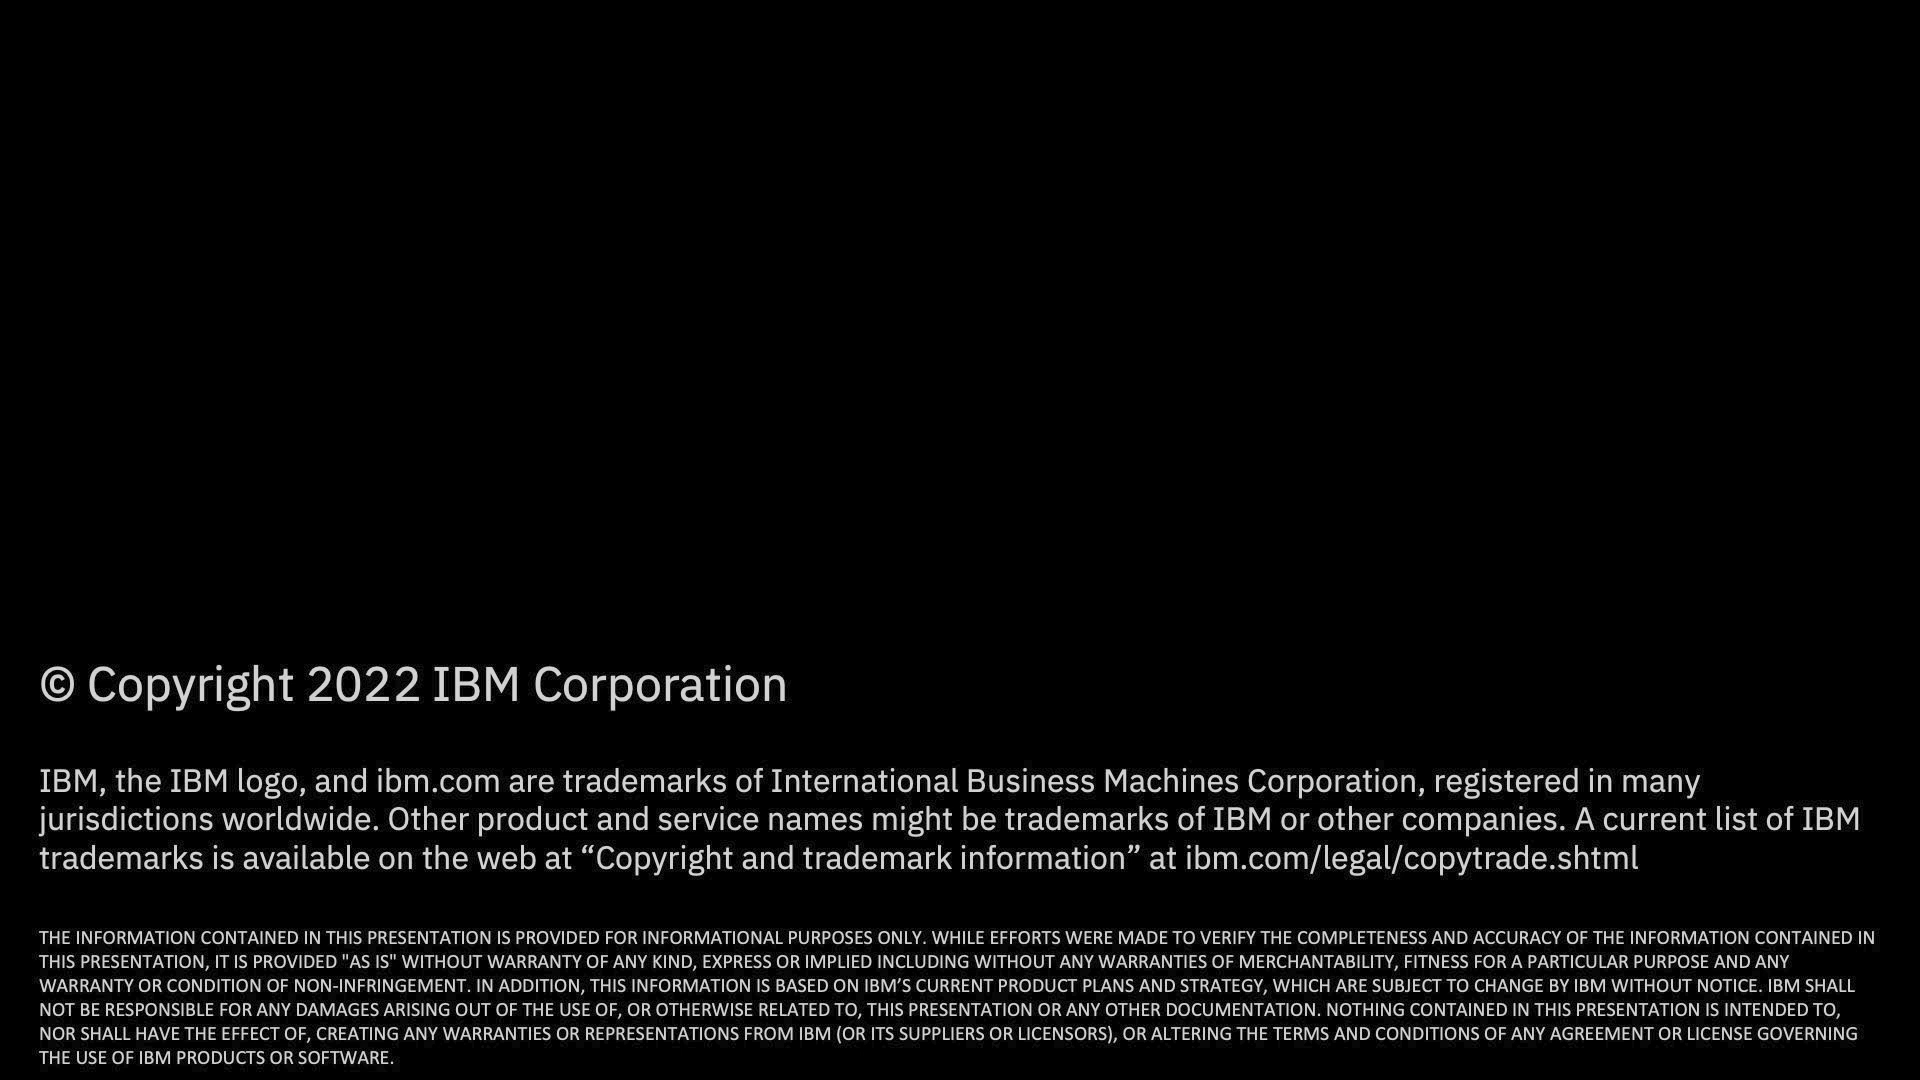 © Copyright 2022 IBM Corporation
IBM, the IBM logo, and ibm.com are trademarks of International Business Machines Corporation, registered in many
jurisdictions worldwide. Other product and service names might be trademarks of IBM or other companies. A current list of IBM
trademarks is available on the web at “Copyright and trademark information” at ibm.com/legal/copytrade.shtml
THE INFORMATION CONTAINED IN THIS PRESENTATION IS PROVIDED FOR INFORMATIONAL PURPOSES ONLY. WHILE EFFORTS WERE MADE TO VERIFY THE COMPLETENESS AND ACCURACY OF THE INFORMATION CONTAINED IN
THIS PRESENTATION, IT IS PROVIDED "AS IS" WITHOUT WARRANTY OF ANY KIND, EXPRESS OR IMPLIED INCLUDING WITHOUT ANY WARRANTIES OF MERCHANTABILITY, FITNESS FOR A PARTICULAR PURPOSE AND ANY
WARRANTY OR CONDITION OF NON-INFRINGEMENT. IN ADDITION, THIS INFORMATION IS BASED ON IBM’S CURRENT PRODUCT PLANS AND STRATEGY, WHICH ARE SUBJECT TO CHANGE BY IBM WITHOUT NOTICE. IBM SHALL
NOT BE RESPONSIBLE FOR ANY DAMAGES ARISING OUT OF THE USE OF, OR OTHERWISE RELATED TO, THIS PRESENTATION OR ANY OTHER DOCUMENTATION. NOTHING CONTAINED IN THIS PRESENTATION IS INTENDED TO,
NOR SHALL HAVE THE EFFECT OF, CREATING ANY WARRANTIES OR REPRESENTATIONS FROM IBM (OR ITS SUPPLIERS OR LICENSORS), OR ALTERING THE TERMS AND CONDITIONS OF ANY AGREEMENT OR LICENSE GOVERNING
THE USE OF IBM PRODUCTS OR SOFTWARE.